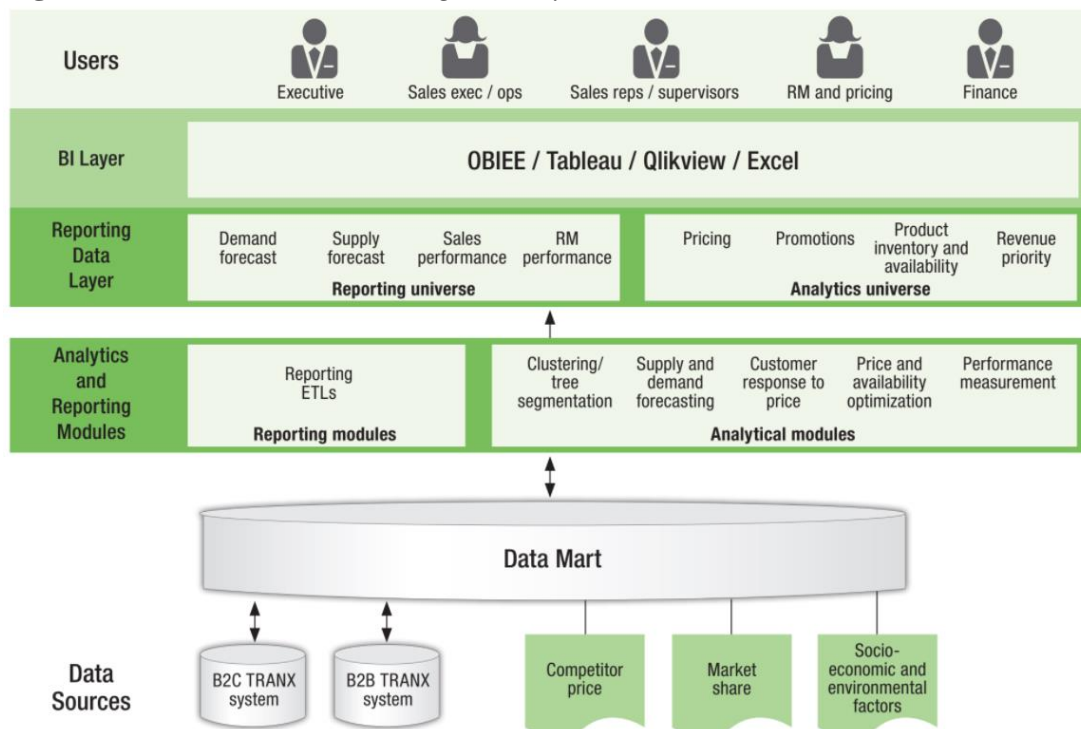 Users
Executive
Sales exec / ops
Sales reps / supervisors
RM and pricing
Finance
BI Layer
OBIEE / Tableau / Qlikview / Excel
Reporting
Data
Layer
Demand
forecast
Supply
forecast
Sales
performance
RM
performance
Reporting universe
Pricing
Promotions
Product
inventory and
availability
Revenue
priority
Analytics universe
Analytics
and
Reporting
Modules
Reporting
ETLs
Reporting modules
Clustering/
tree
segmentation
Supply and
demand
forecasting
Customer
response to
price
Price and
availability
optimization
Performance
measurement
Analytical modules
Data Mart
Data
Sources
B2C TRANX
system
B2B TRANX
system
Competitor
price
Market
share
Socio-
economic and
environmental
factors